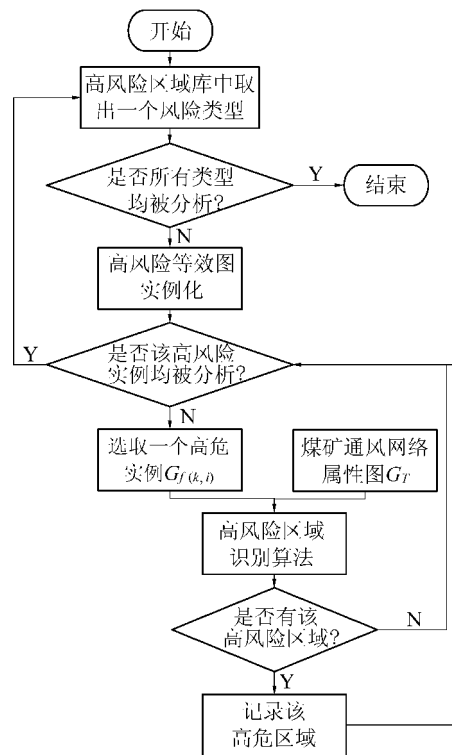 开始
高风险区域库中取
出一个风险类型
是否所有类型
均被分析?
Y
结束
N
高风险等效图
实例化
是否该高风险
实例均被分析?
Y
N
选取一个高危
实例G_{f(k,i)}
煤矿通风网络
属性图G_T
高风险区域
识别算法
是否有该
高风险区域?
N
Y
记录该
高危区域